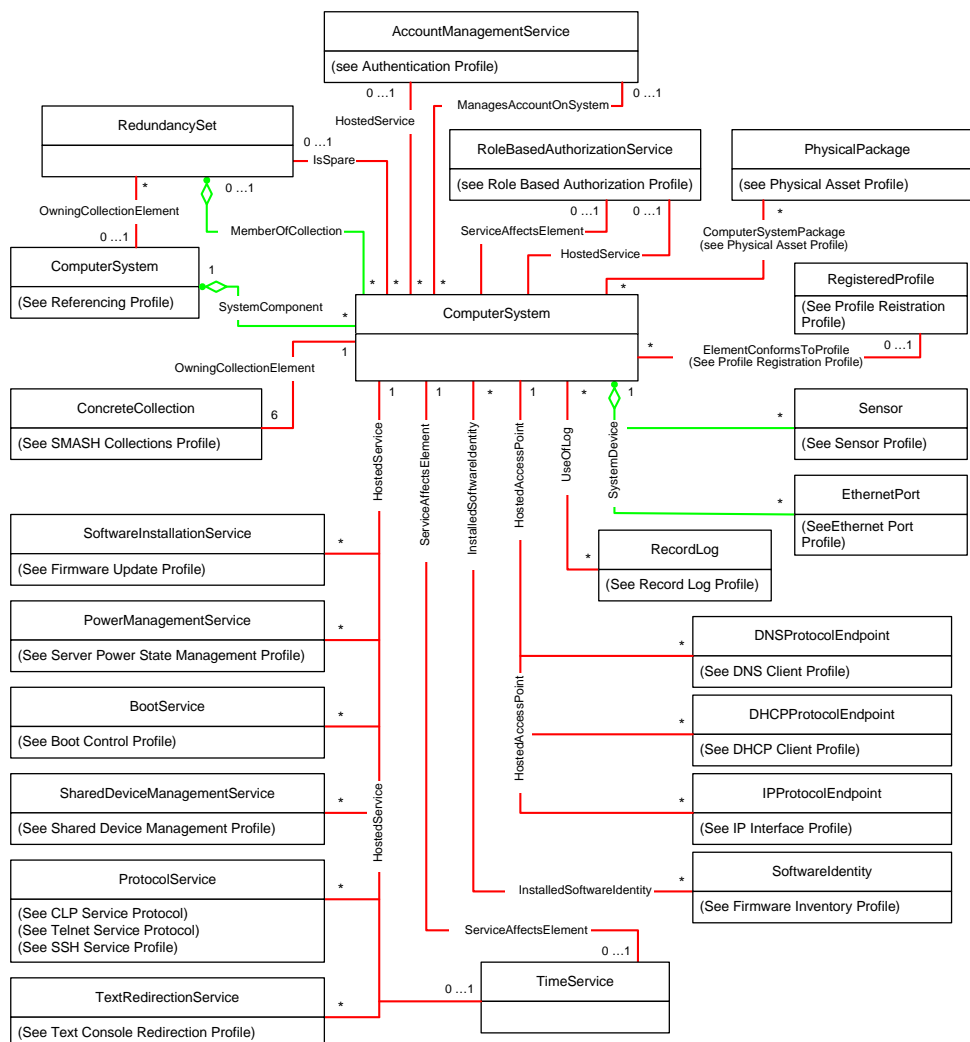 AccountManagementService
(see Authentication Profile)
0 ...1
0 ...1
ManagesAccountOnSystem
HostedService
RedundancySet
0 ...1
IsSpare
*
0 ...1
OwningCollectionElement
MemberOfCollection
0 ...1
RoleBasedAuthorizationService
(see Role Based Authorization Profile)
0 ...1
0 ...1
ServiceAffectsElement
HostedService
PhysicalPackage
(see Physical Asset Profile)
*
ComputerSystemPackage
(see Physical Asset Profile)
ComputerSystem
(See Referencing Profile)
1
SystemComponent
*
*
*
*
*
*
ComputerSystem
RegisteredProfile
(See Profile Reistration
Profile)
0 ...1
*
ElementConformsToProfile
(See Profile Registration Profile)
1
OwningCollectionElement
ConcreteCollection
(See SMASH Collections Profile)
6
1
1
*
1
*
1
HostedService
ServiceAffectsElement
InstalledSoftwareIdentity
HostedAccessPoint
UseOfLog
SystemDevice
Sensor
(See Sensor Profile)
*
EthernetPort
(SeeEthernet Port
Profile)
*
RecordLog
(See Record Log Profile)
*
SoftwareInstallationService
(See Firmware Update Profile)
*
PowerManagementService
(See Server Power State Management Profile)
*
BootService
(See Boot Control Profile)
*
SharedDeviceManagementService
(See Shared Device Management Profile)
*
HostedService
ProtocolService
(See CLP Service Protocol)
(See Telnet Service Protocol)
(See SSH Service Profile)
*
TextRedirectionService
(See Text Console Redirection Profile)
*
DNSProtocolEndpoint
(See DNS Client Profile)
*
HostedAccessPoint
DHCPProtocolEndpoint
(See DHCP Client Profile)
*
IPProtocolEndpoint
(See IP Interface Profile)
*
SoftwareIdentity
(See Firmware Inventory Profile)
*
InstalledSoftwareIdentity
ServiceAffectsElement
0 ...1
0 ...1
TimeService